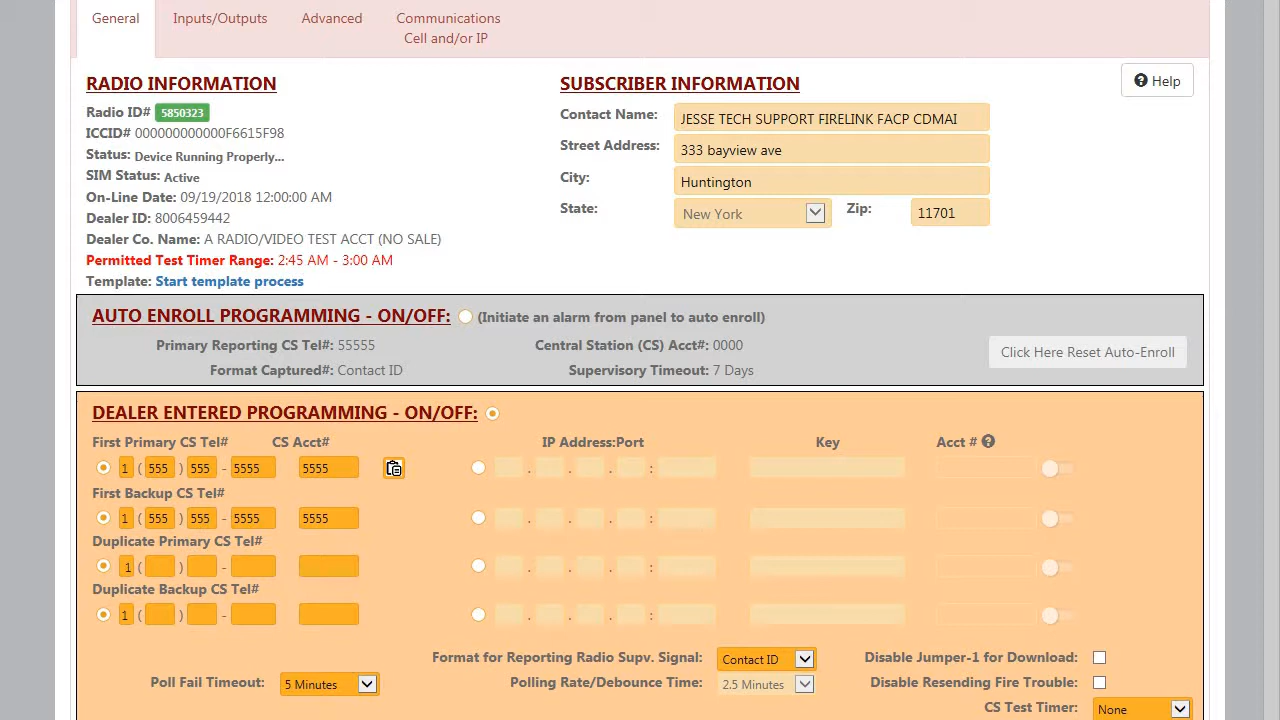 General
Inputs/Outputs
Advanced
Communications
Cell and/or IP
RADIO INFORMATION
Radio ID# 5850323
ICCID# 000000000000F6615F98
Status: Device Running Properly...
SIM Status: Active
On-Line Date: 09/19/2018 12:00:00 AM
Dealer ID: 8006459442
Dealer Co. Name: A RADIO/VIDEO TEST ACCT (NO SALE)
Permitted Test Timer Range: 2:45 AM - 3:00 AM
Template: Start template process
SUBSCRIBER INFORMATION
Help
Contact Name: JESSE TECH SUPPORT FIRELINK FACP CDMAI
Street Address: 333 bayview ave
City: Huntington
State: New York Zip: 11701
AUTO ENROLL PROGRAMMING - ON/OFF: (Initiate an alarm from panel to auto enroll)
Primary Reporting CS Tel#: 55555 Central Station (CS) Acct#: 0000
Click Here Reset Auto-Enroll
Format Captured#: Contact ID Supervisory Timeout: 7 Days
DEALER ENTERED PROGRAMMING - ON/OFF:
First Primary CS Tel# CS Acct# IP Address:Port Key Acct #
1 ( 555 ) 555 - 5555 5555 . . . :
First Backup CS Tel#
1 ( 555 ) 555 - 5555 5555 . . . :
Duplicate Primary CS Tel#
1 ( ) - . . . :
Duplicate Backup CS Tel#
1 ( ) - . . . :
Format for Reporting Radio Supv. Signal: Contact ID Disable Jumper-1 for Download:
Poll Fail Timeout: 5 Minutes Polling Rate/Debounce Time: 2.5 Minutes Disable Resending Fire Trouble:
CS Test Timer: None